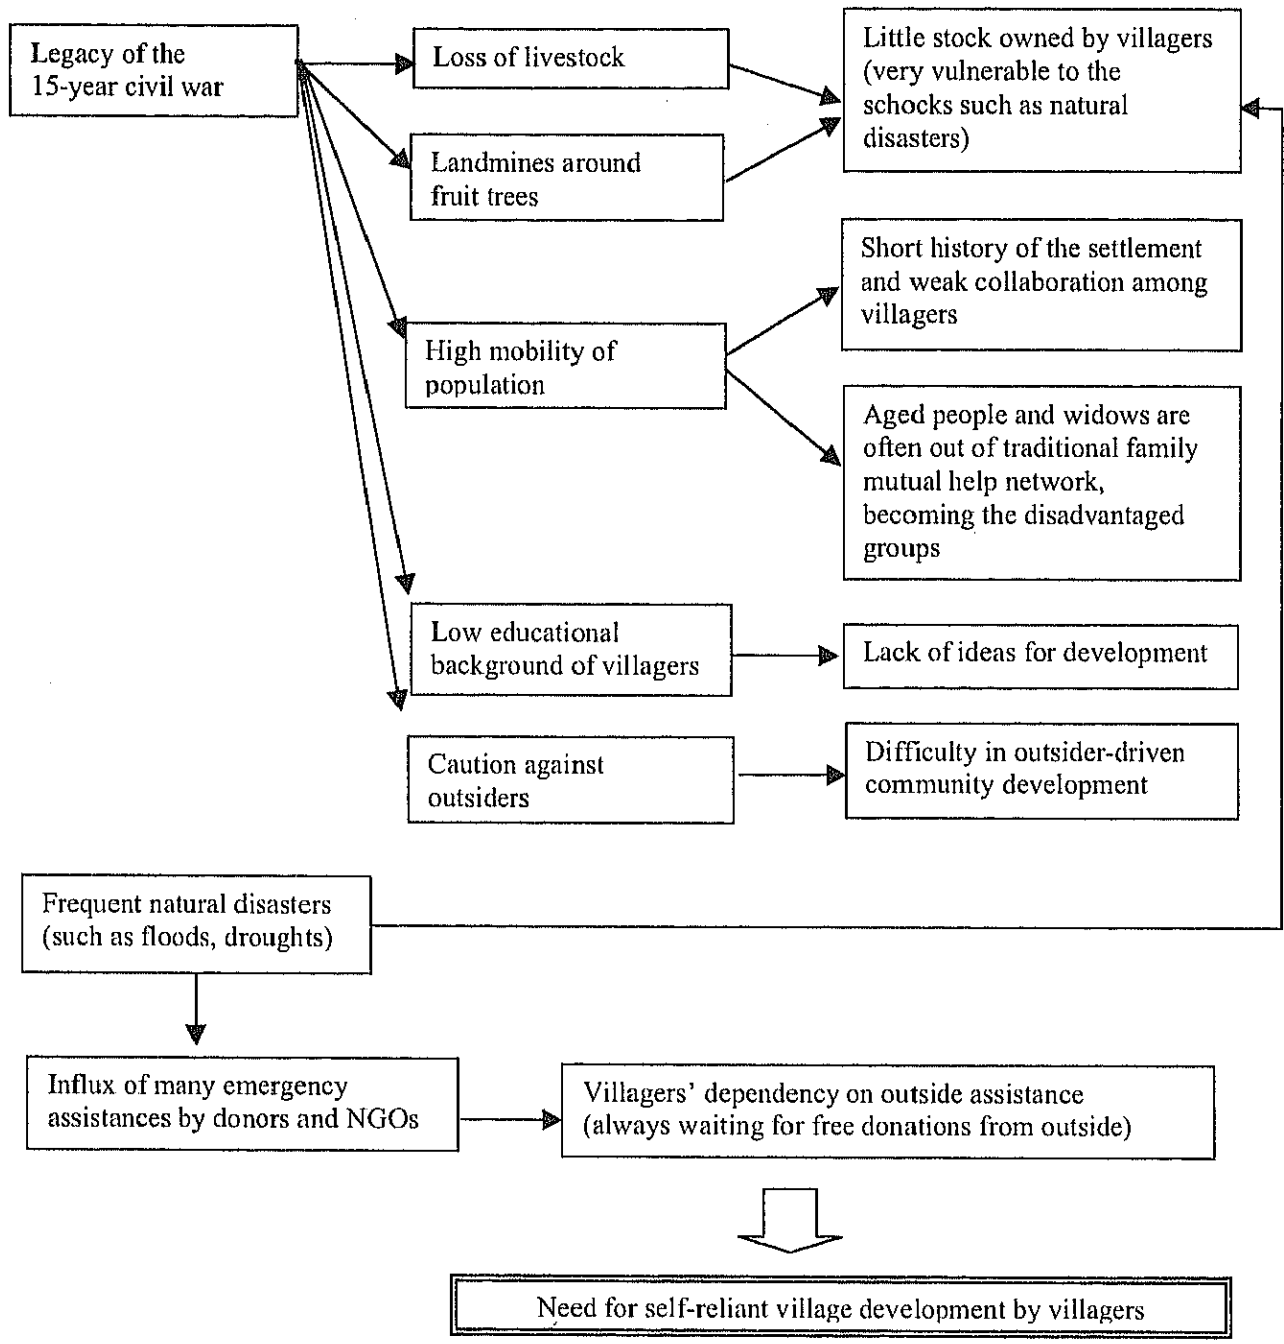 Legacy of the
15-year civil war
Loss of livestock
Little stock owned by villagers
(very vulnerable to the
schocks such as natural
disasters)
Landmines around
fruit trees
Short history of the settlement
and weak collaboration among
villagers
High mobility of
population
Aged people and widows are
often out of traditional family
mutual help network,
becoming the disadvantaged
groups
Low educational
background of villagers
Lack of ideas for development
Caution against
outsiders
Difficulty in outsider-driven
community development
Frequent natural disasters
(such as floods, droughts)
Influx of many emergency
assistances by donors and NGOs
Villagers’ dependency on outside assistance
(always waiting for free donations from outside)
Need for self-reliant village development by villagers